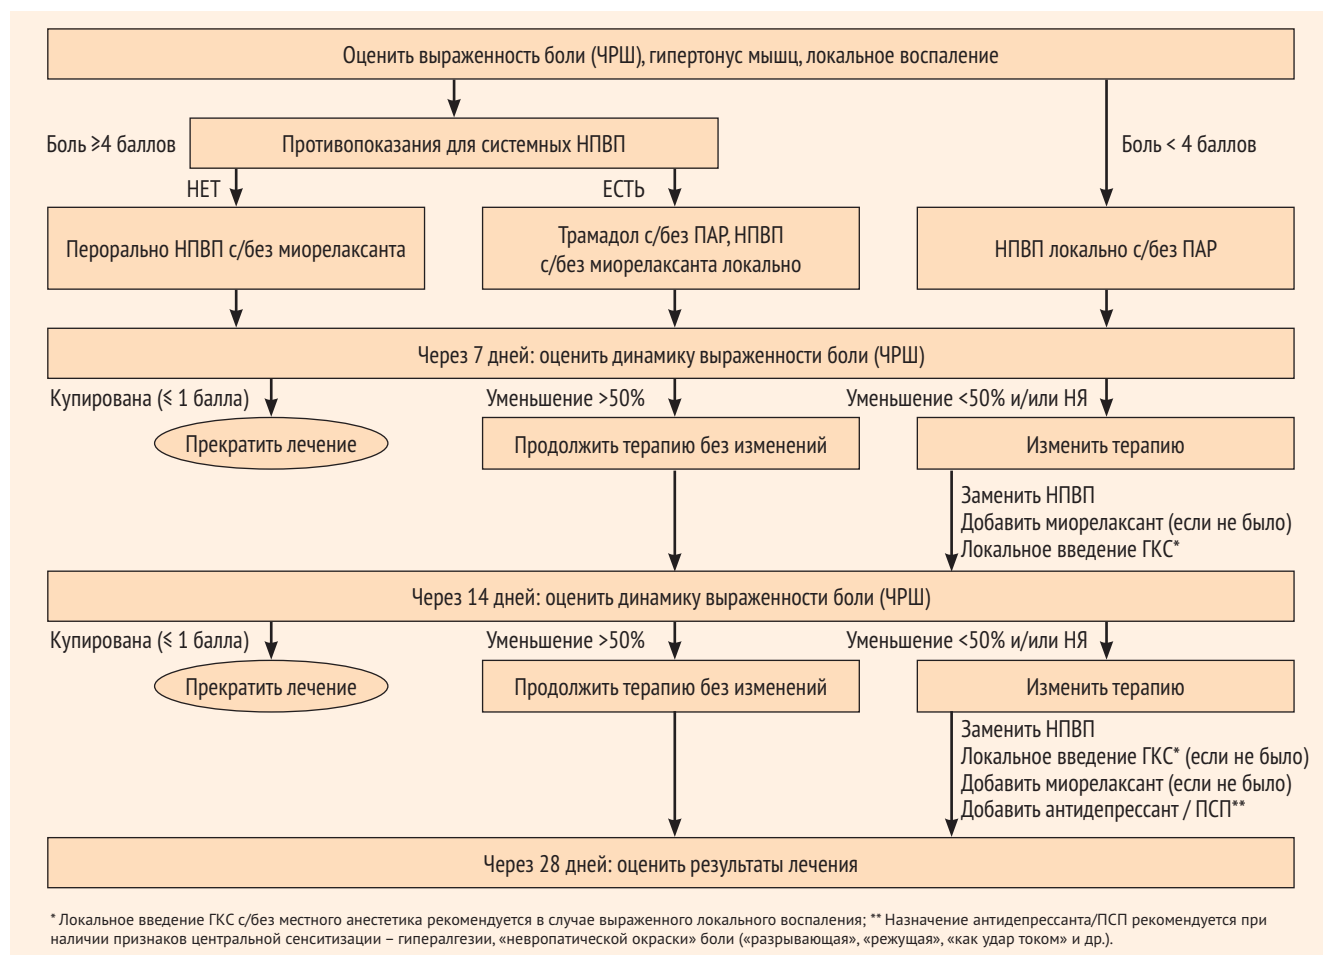 Оценить выраженность боли (ЧРШ), гипертонус мышц, локальное воспаление
Боль ≥4 баллов
Противопоказания для системных НПВП
Боль < 4 баллов
НЕТ
ЕСТЬ
Перорально НПВП с/без миорелаксанта
Трамадол с/без ПАР, НПВП
с/без миорелаксанта локально
НПВП локально с/без ПАР
Через 7 дней: оценить динамику выраженности боли (ЧРШ)
Купирована (≤ 1 балла)
Уменьшение >50%
Уменьшение <50% и/или НЯ
Прекратить лечение
Продолжить терапию без изменений
Изменить терапию
Заменить НПВП
Добавить миорелаксант (если не было)
Локальное введение ГКС*
Через 14 дней: оценить динамику выраженности боли (ЧРШ)
Купирована (≤ 1 балла)
Уменьшение >50%
Уменьшение <50% и/или НЯ
Прекратить лечение
Продолжить терапию без изменений
Изменить терапию
Заменить НПВП
Локальное введение ГКС* (если не было)
Добавить миорелаксант (если не было)
Добавить антидепрессант / ПСП**
Через 28 дней: оценить результаты лечения
* Локальное введение ГКС с/без местного анестетика рекомендуется в случае выраженного локального воспаления; ** Назначение антидепрессанта/ПСП рекомендуется при
наличии признаков центральной сенситизации – гипералгезии, «невропатической окраски» боли («разрывающая», «режущая», «как удар током» и др.).